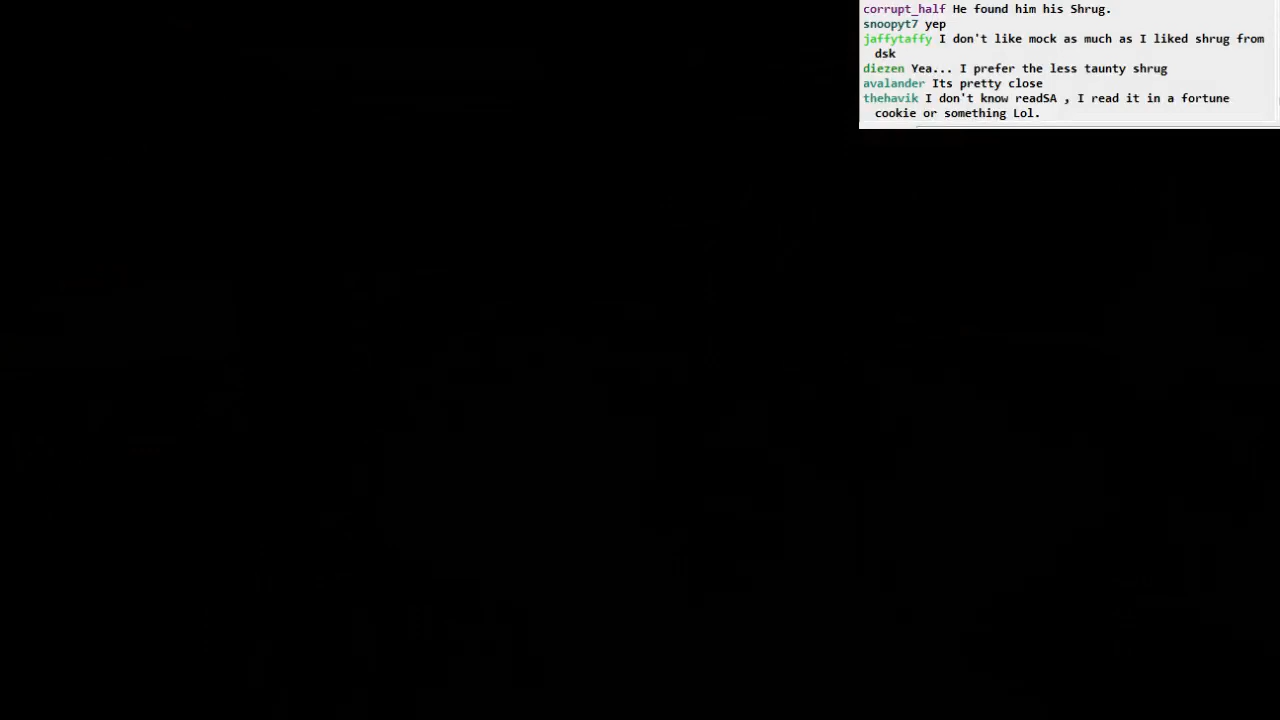 corrupt_half He found him his Shrug.
snoopyt7 yep
jaffytaffy I don't like mock as much as I liked shrug from
dsk
diezen Yea... I prefer the less taunty shrug
avalander Its pretty close
thehavik I don't know readSA , I read it in a fortune
cookie or something Lol.